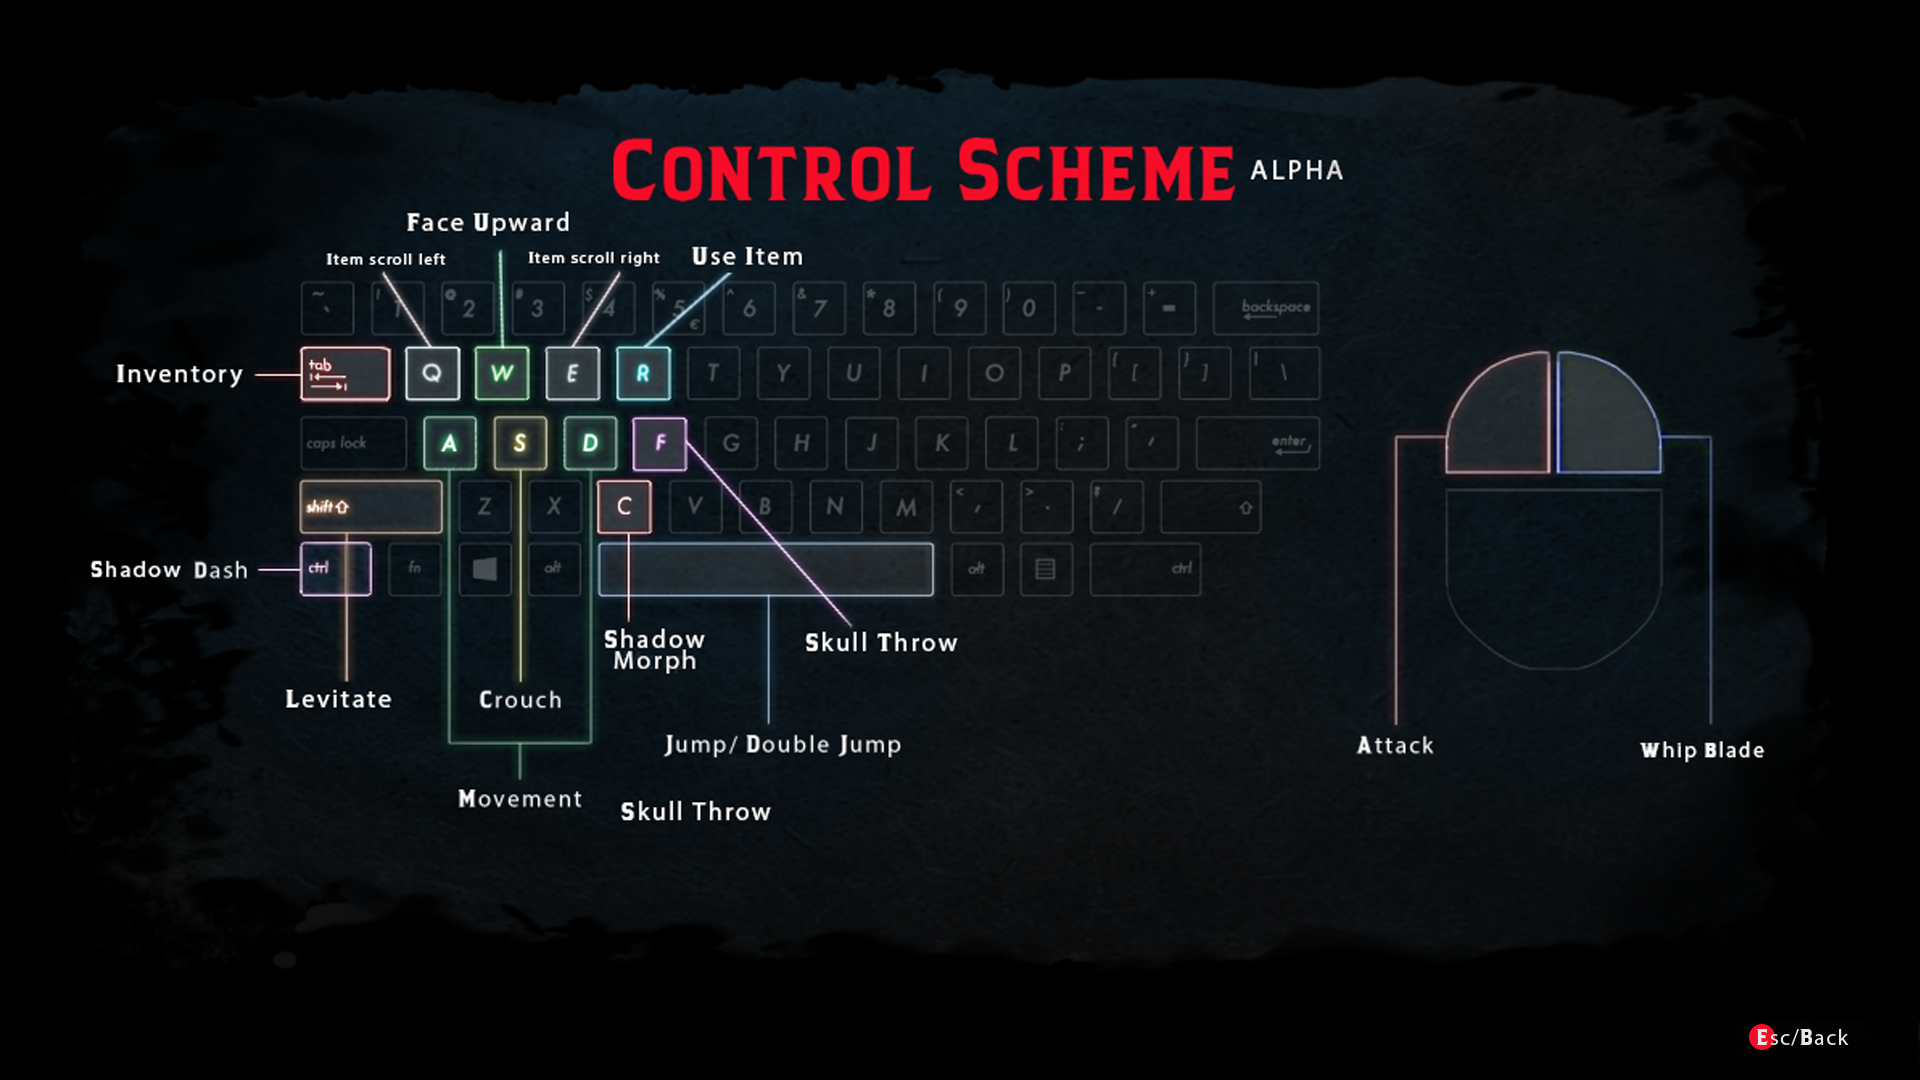 CONTROL SCHEME ALPHA
Face Upward
Item scroll left
Item scroll right
Use Item
~ ` ! 1 @ 2 # 3 $ 4 % 5 € ^ 6 & 7 * 8 ( 9 ) 0 - - + = backspace
Inventory
tab Q W E R T Y U I O P { [ } ] | \
caps lock A S D F G H J K L : ; " ' enter
shift C Z X V B N M < , > . ? /
Shadow Dash
ctrl fn alt alt ctrl
Shadow
Morph
Skull Throw
Levitate
Crouch
Jump/ Double Jump
Attack
Whip Blade
Movement
Skull Throw
Esc/Back